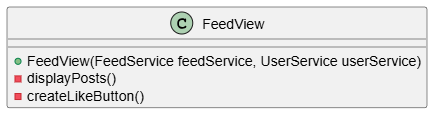 C FeedView
FeedView(FeedService feedService, UserService userService)
displayPosts()
createLikeButton()